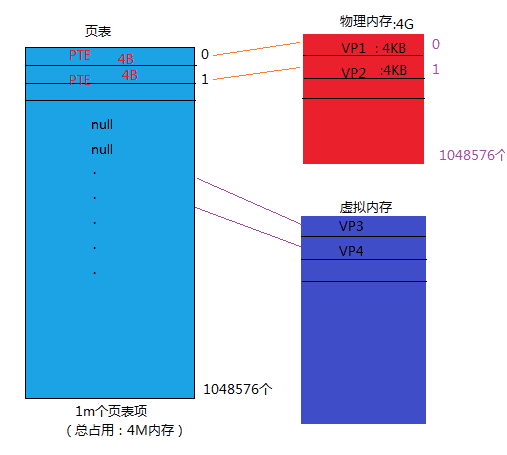 页表
PTE 4B 0
PTE 4B 1
null
null
.
.
.
.
.
1048576个
1m个页表项
(总占用：4M内存)
物理内存:4G
VP1 : 4KB 0
VP2 :4KB 1
1048576个
虚拟内存
VP3
VP4